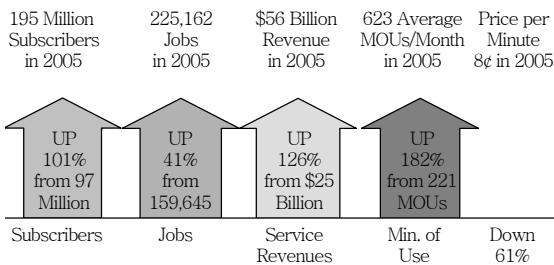 195 Million
Subscribers
in 2005
225,162
Jobs
in 2005
$56 Billion
Revenue
in 2005
623 Average
MOUs/Month
in 2005
Price per
Minute
8¢ in 2005
UP
101%
from 97
Million
UP
41%
from
159,645
UP
126%
from $25
Billion
UP
182%
from 221
MOUs
Subscribers
Jobs
Service
Revenues
Min. of
Use
Down
61%